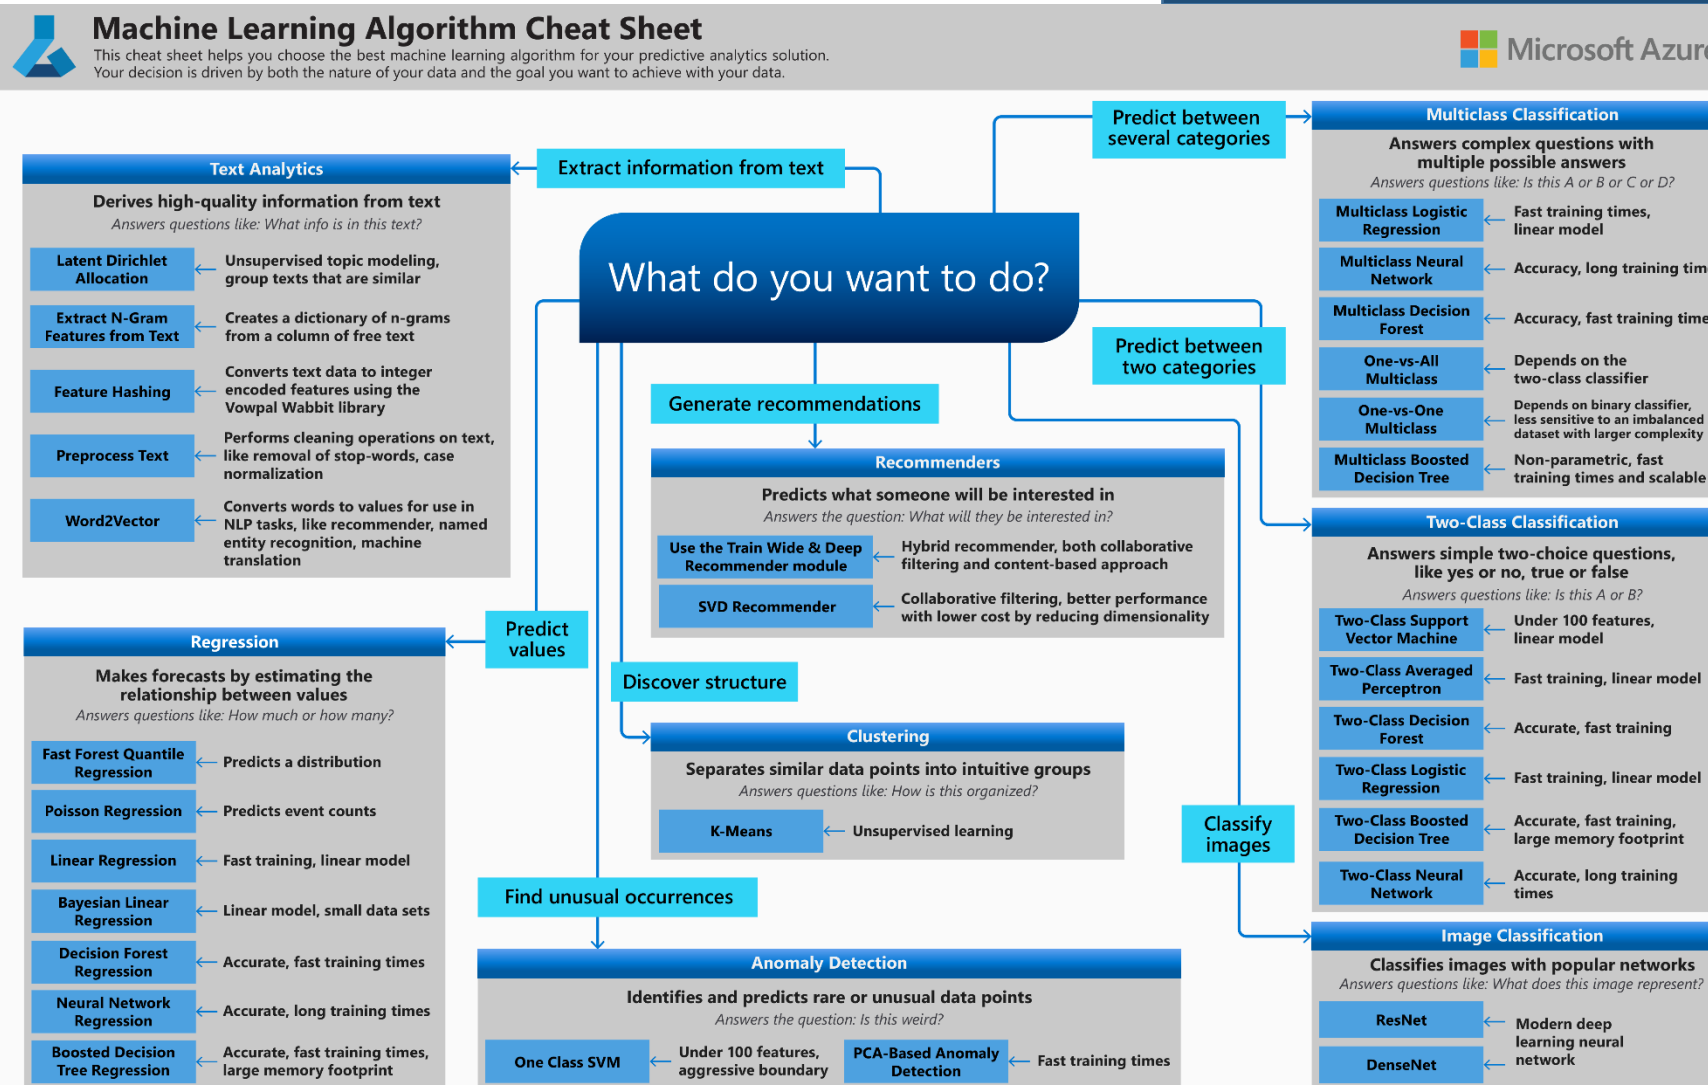 Machine Learning Algorithm Cheat Sheet
This cheat sheet helps you choose the best machine learning algorithm for your predictive analytics solution.
Your decision is driven by both the nature of your data and the goal you want to achieve with your data.
Microsoft Azure
What do you want to do?
Extract information from text
Text Analytics
Derives high-quality information from text
Answers questions like: What info is in this text?
Latent Dirichlet
Allocation
Unsupervised topic modeling,
group texts that are similar
Extract N-Gram
Features from Text
Creates a dictionary of n-grams
from a column of free text
Feature Hashing
Converts text data to integer
encoded features using the
Vowpal Wabbit library
Preprocess Text
Performs cleaning operations on text,
like removal of stop-words, case
normalization
Word2Vector
Converts words to values for use in
NLP tasks, like recommender, named
entity recognition, machine
translation
Predict
values
Regression
Makes forecasts by estimating the
relationship between values
Answers questions like: How much or how many?
Fast Forest Quantile
Regression
Predicts a distribution
Poisson Regression
Predicts event counts
Linear Regression
Fast training, linear model
Bayesian Linear
Regression
Linear model, small data sets
Decision Forest
Regression
Accurate, fast training times
Neural Network
Regression
Accurate, long training times
Boosted Decision
Tree Regression
Accurate, fast training times,
large memory footprint
Generate recommendations
Recommenders
Predicts what someone will be interested in
Answers the question: What will they be interested in?
Use the Train Wide & Deep
Recommender module
Hybrid recommender, both collaborative
filtering and content-based approach
SVD Recommender
Collaborative filtering, better performance
with lower cost by reducing dimensionality
Discover structure
Clustering
Separates similar data points into intuitive groups
Answers questions like: How is this organized?
K-Means
Unsupervised learning
Find unusual occurrences
Anomaly Detection
Identifies and predicts rare or unusual data points
Answers the question: Is this weird?
One Class SVM
Under 100 features,
aggressive boundary
PCA-Based Anomaly
Detection
Fast training times
Predict between
several categories
Multiclass Classification
Answers complex questions with
multiple possible answers
Answers questions like: Is this A or B or C or D?
Multiclass Logistic
Regression
Fast training times,
linear model
Multiclass Neural
Network
Accuracy, long training tim
Multiclass Decision
Forest
Accuracy, fast training time
One-vs-All
Multiclass
Depends on the
two-class classifier
One-vs-One
Multiclass
Depends on binary classifier,
less sensitive to an imbalanced
dataset with larger complexity
Multiclass Boosted
Decision Tree
Non-parametric, fast
training times and scalable
Predict between
two categories
Two-Class Classification
Answers simple two-choice questions,
like yes or no, true or false
Answers questions like: Is this A or B?
Two-Class Support
Vector Machine
Under 100 features,
linear model
Two-Class Averaged
Perceptron
Fast training, linear model
Two-Class Decision
Forest
Accurate, fast training
Two-Class Logistic
Regression
Fast training, linear model
Two-Class Boosted
Decision Tree
Accurate, fast training,
large memory footprint
Two-Class Neural
Network
Accurate, long training
times
Classify
images
Image Classification
Classifies images with popular networks
Answers questions like: What does this image represent?
ResNet
DenseNet
Modern deep
learning neural
network